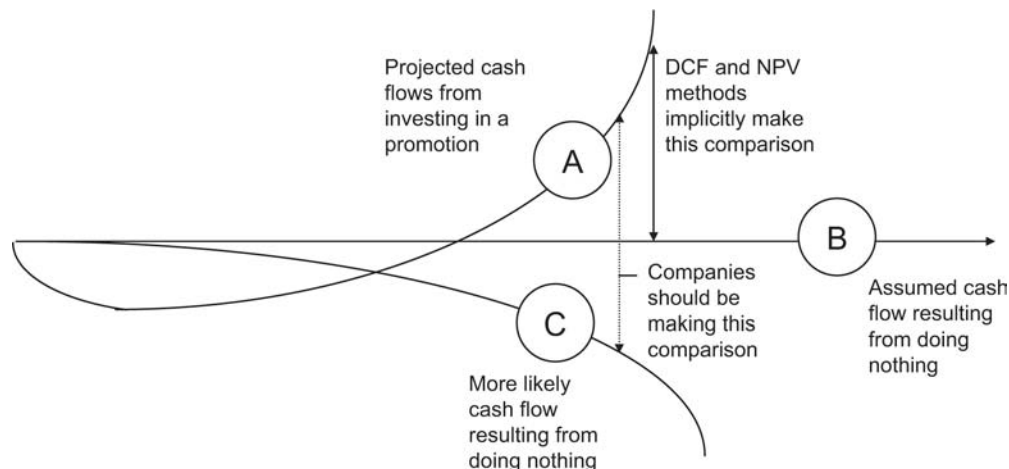 Projected cash
flows from
investing in a
promotion
A
DCF and NPV
methods
implicitly make
this comparison
B
Assumed cash
flow resulting
from doing
nothing
Companies
should be
making this
comparison
C
More likely
cash flow
resulting from
doing nothing